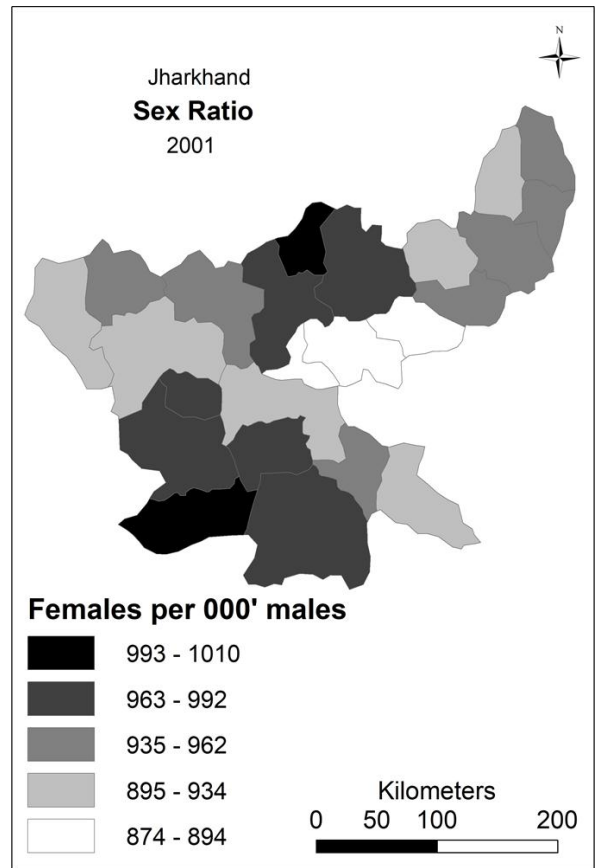 N
Jharkhand
Sex Ratio
2001
Females per 000' males
993 - 1010
963 - 992
935 - 962
895 - 934
874 - 894
Kilometers
0 50 100 200